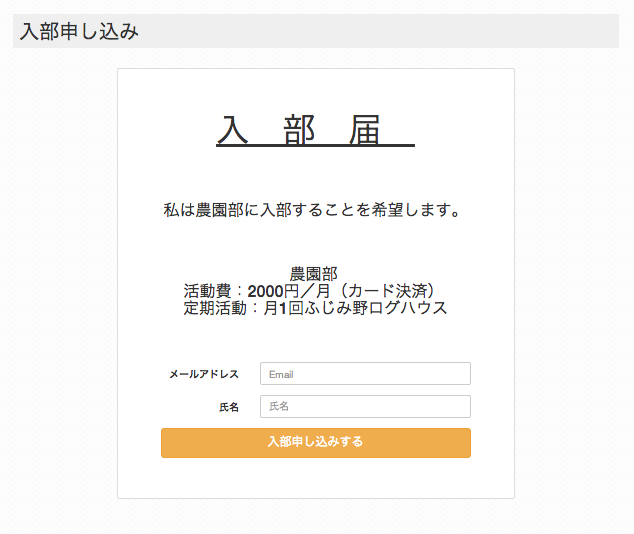 入部申し込み
入　部　届
私は農園部に入部することを希望します。
農園部
活動費：2000円／月（カード決済）
定期活動：月1回ふじみ野ログハウス
メールアドレス Email
氏名 氏名
入部申し込みする